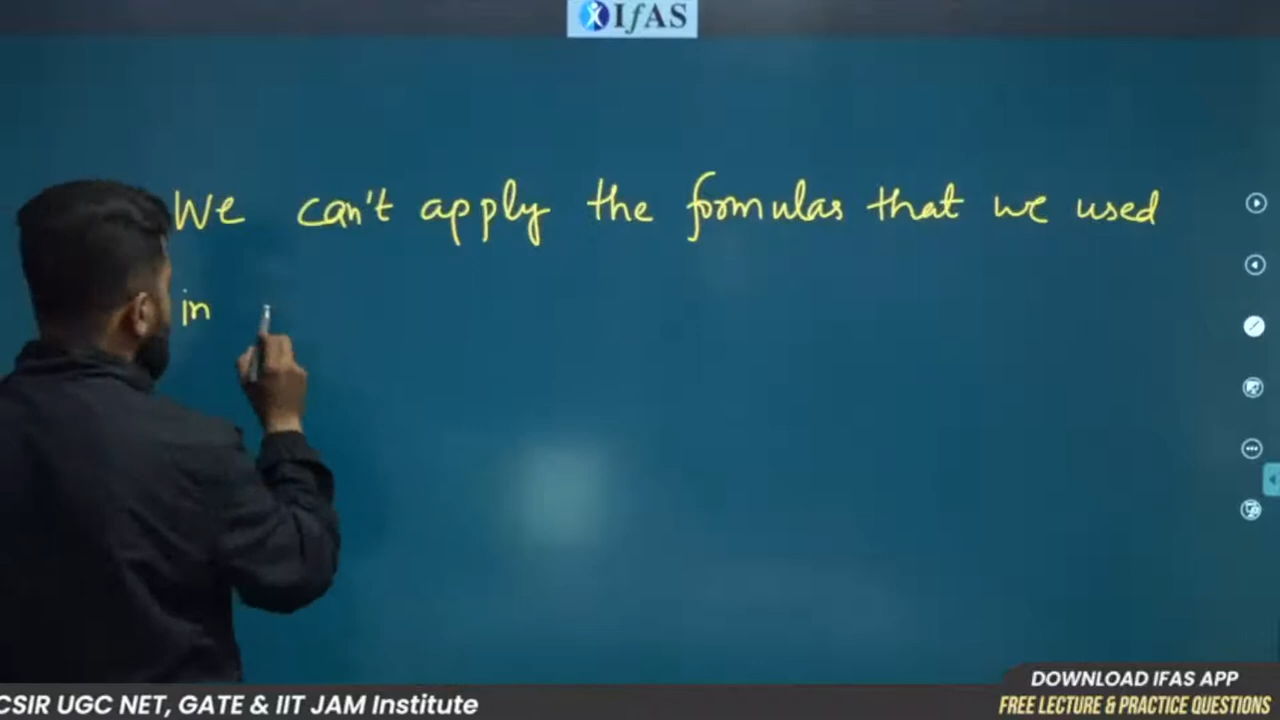 IfAS
We can't apply the formulas that we used
in
CSIR UGC NET, GATE & IIT JAM Institute
DOWNLOAD IFAS APP
FREE LECTURE & PRACTICE QUESTIONS